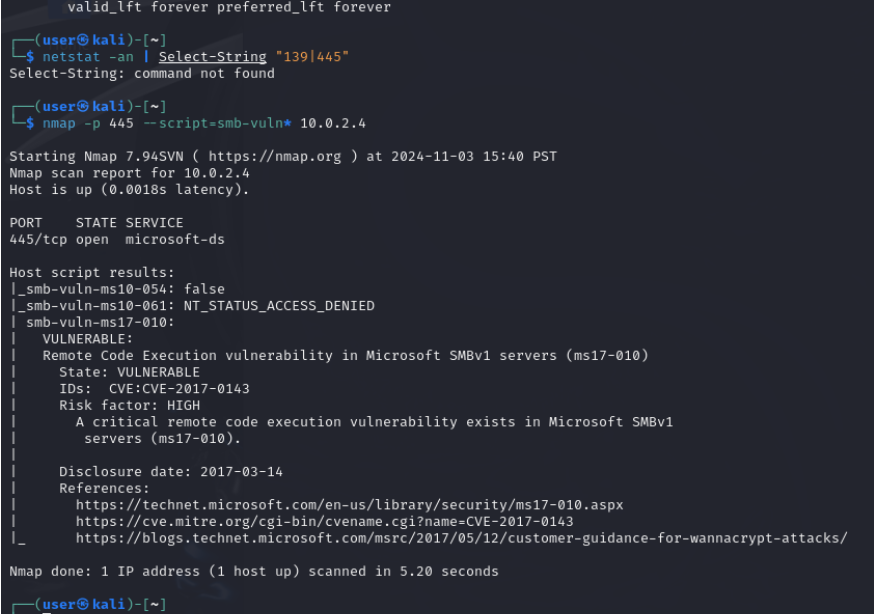 valid_lft forever preferred_lft forever
┌──(user㉿kali)-[~]
└─$ netstat -an | Select-String "139|445"
Select-String: command not found
┌──(user㉿kali)-[~]
└─$ nmap -p 445 --script=smb-vuln* 10.0.2.4
Starting Nmap 7.94SVN ( https://nmap.org ) at 2024-11-03 15:40 PST
Nmap scan report for 10.0.2.4
Host is up (0.0018s latency).
PORT    STATE SERVICE
445/tcp open  microsoft-ds
Host script results:
|_smb-vuln-ms10-054: false
|_smb-vuln-ms10-061: NT_STATUS_ACCESS_DENIED
| smb-vuln-ms17-010:
|   VULNERABLE:
|   Remote Code Execution vulnerability in Microsoft SMBv1 servers (ms17-010)
|     State: VULNERABLE
|     IDs:  CVE:CVE-2017-0143
|     Risk factor: HIGH
|       A critical remote code execution vulnerability exists in Microsoft SMBv1
|        servers (ms17-010).
|
|     Disclosure date: 2017-03-14
|     References:
|       https://technet.microsoft.com/en-us/library/security/ms17-010.aspx
|       https://cve.mitre.org/cgi-bin/cvename.cgi?name=CVE-2017-0143
|_      https://blogs.technet.microsoft.com/msrc/2017/05/12/customer-guidance-for-wannacrypt-attacks/
Nmap done: 1 IP address (1 host up) scanned in 5.20 seconds
┌──(user㉿kali)-[~]